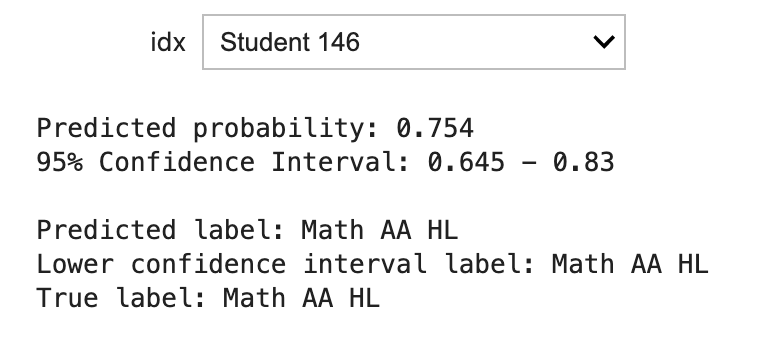 idx Student 146
Predicted probability: 0.754
95% Confidence Interval: 0.645 – 0.83
Predicted label: Math AA HL
Lower confidence interval label: Math AA HL
True label: Math AA HL